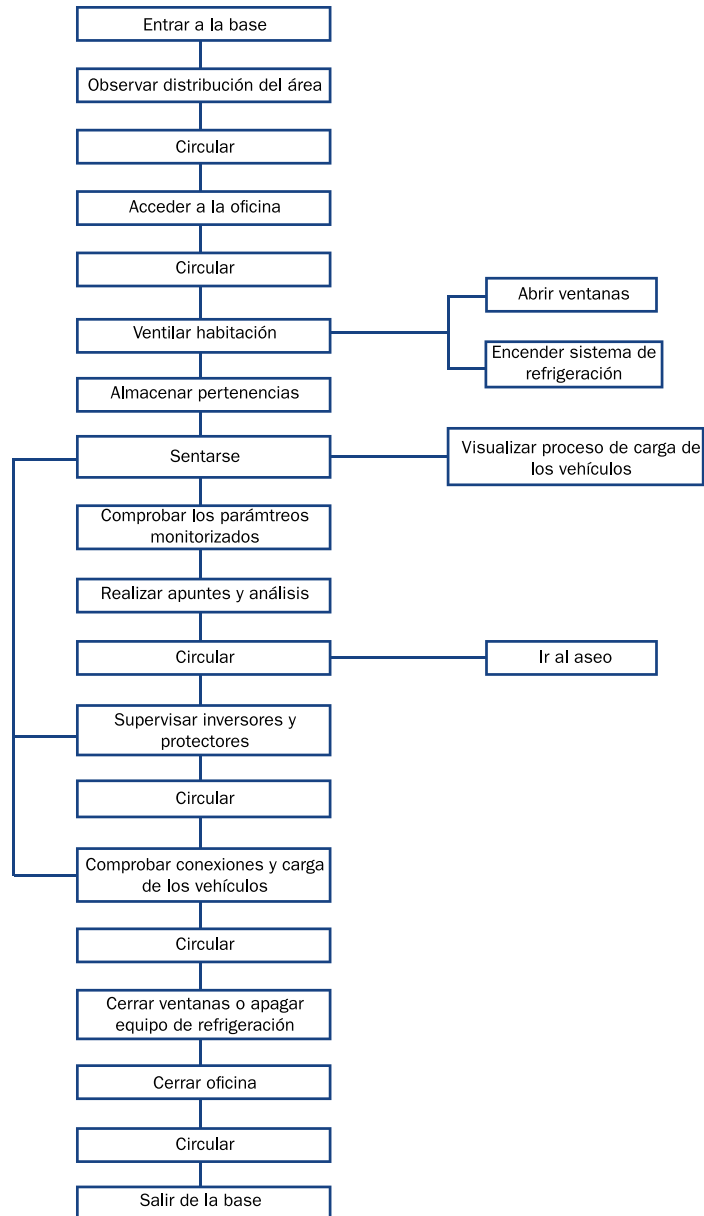 Entrar a la base
Observar distribución del área
Circular
Acceder a la oficina
Circular
Ventilar habitación
Abrir ventanas
Encender sistema de
refrigeración
Almacenar pertenencias
Sentarse
Visualizar proceso de carga de
los vehículos
Comprobar los parámtreos
monitorizados
Realizar apuntes y análisis
Circular
Ir al aseo
Supervisar inversores y
protectores
Circular
Comprobar conexiones y carga
de los vehículos
Circular
Cerrar ventanas o apagar
equipo de refrigeración
Cerrar oficina
Circular
Salir de la base